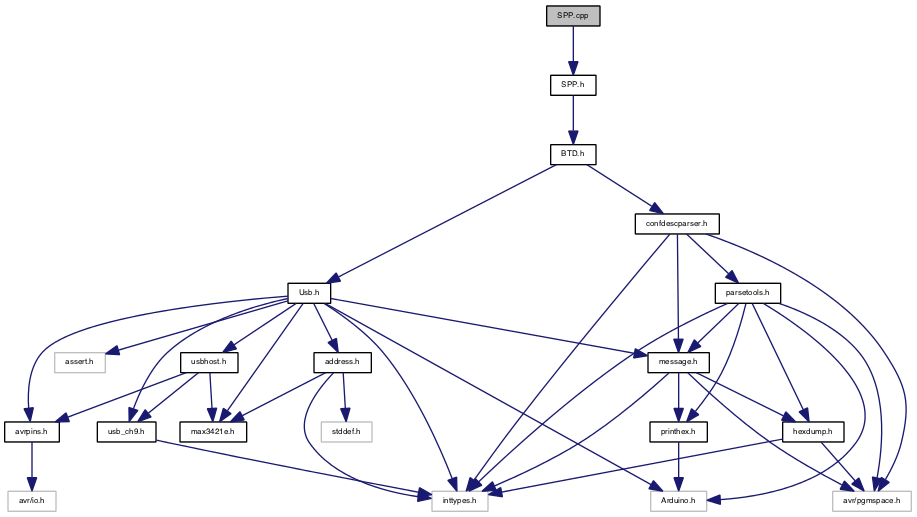 SPP.cpp
SPP.h
BTD.h
confdescparser.h
Usb.h
parsetools.h
assert.h
usbhost.h
address.h
message.h
avrpins.h
usb_ch9.h
max3421e.h
stddef.h
printhex.h
hexdump.h
avr/io.h
inttypes.h
Arduino.h
avr/pgmspace.h